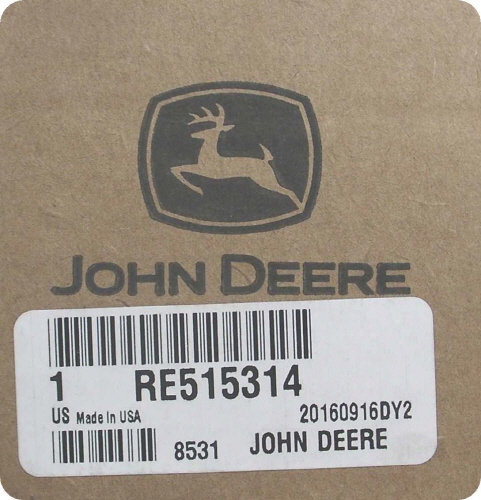 JOHN DEERE
1 RE515314
US Made In USA 20160916DY2
8531 JOHN DEERE